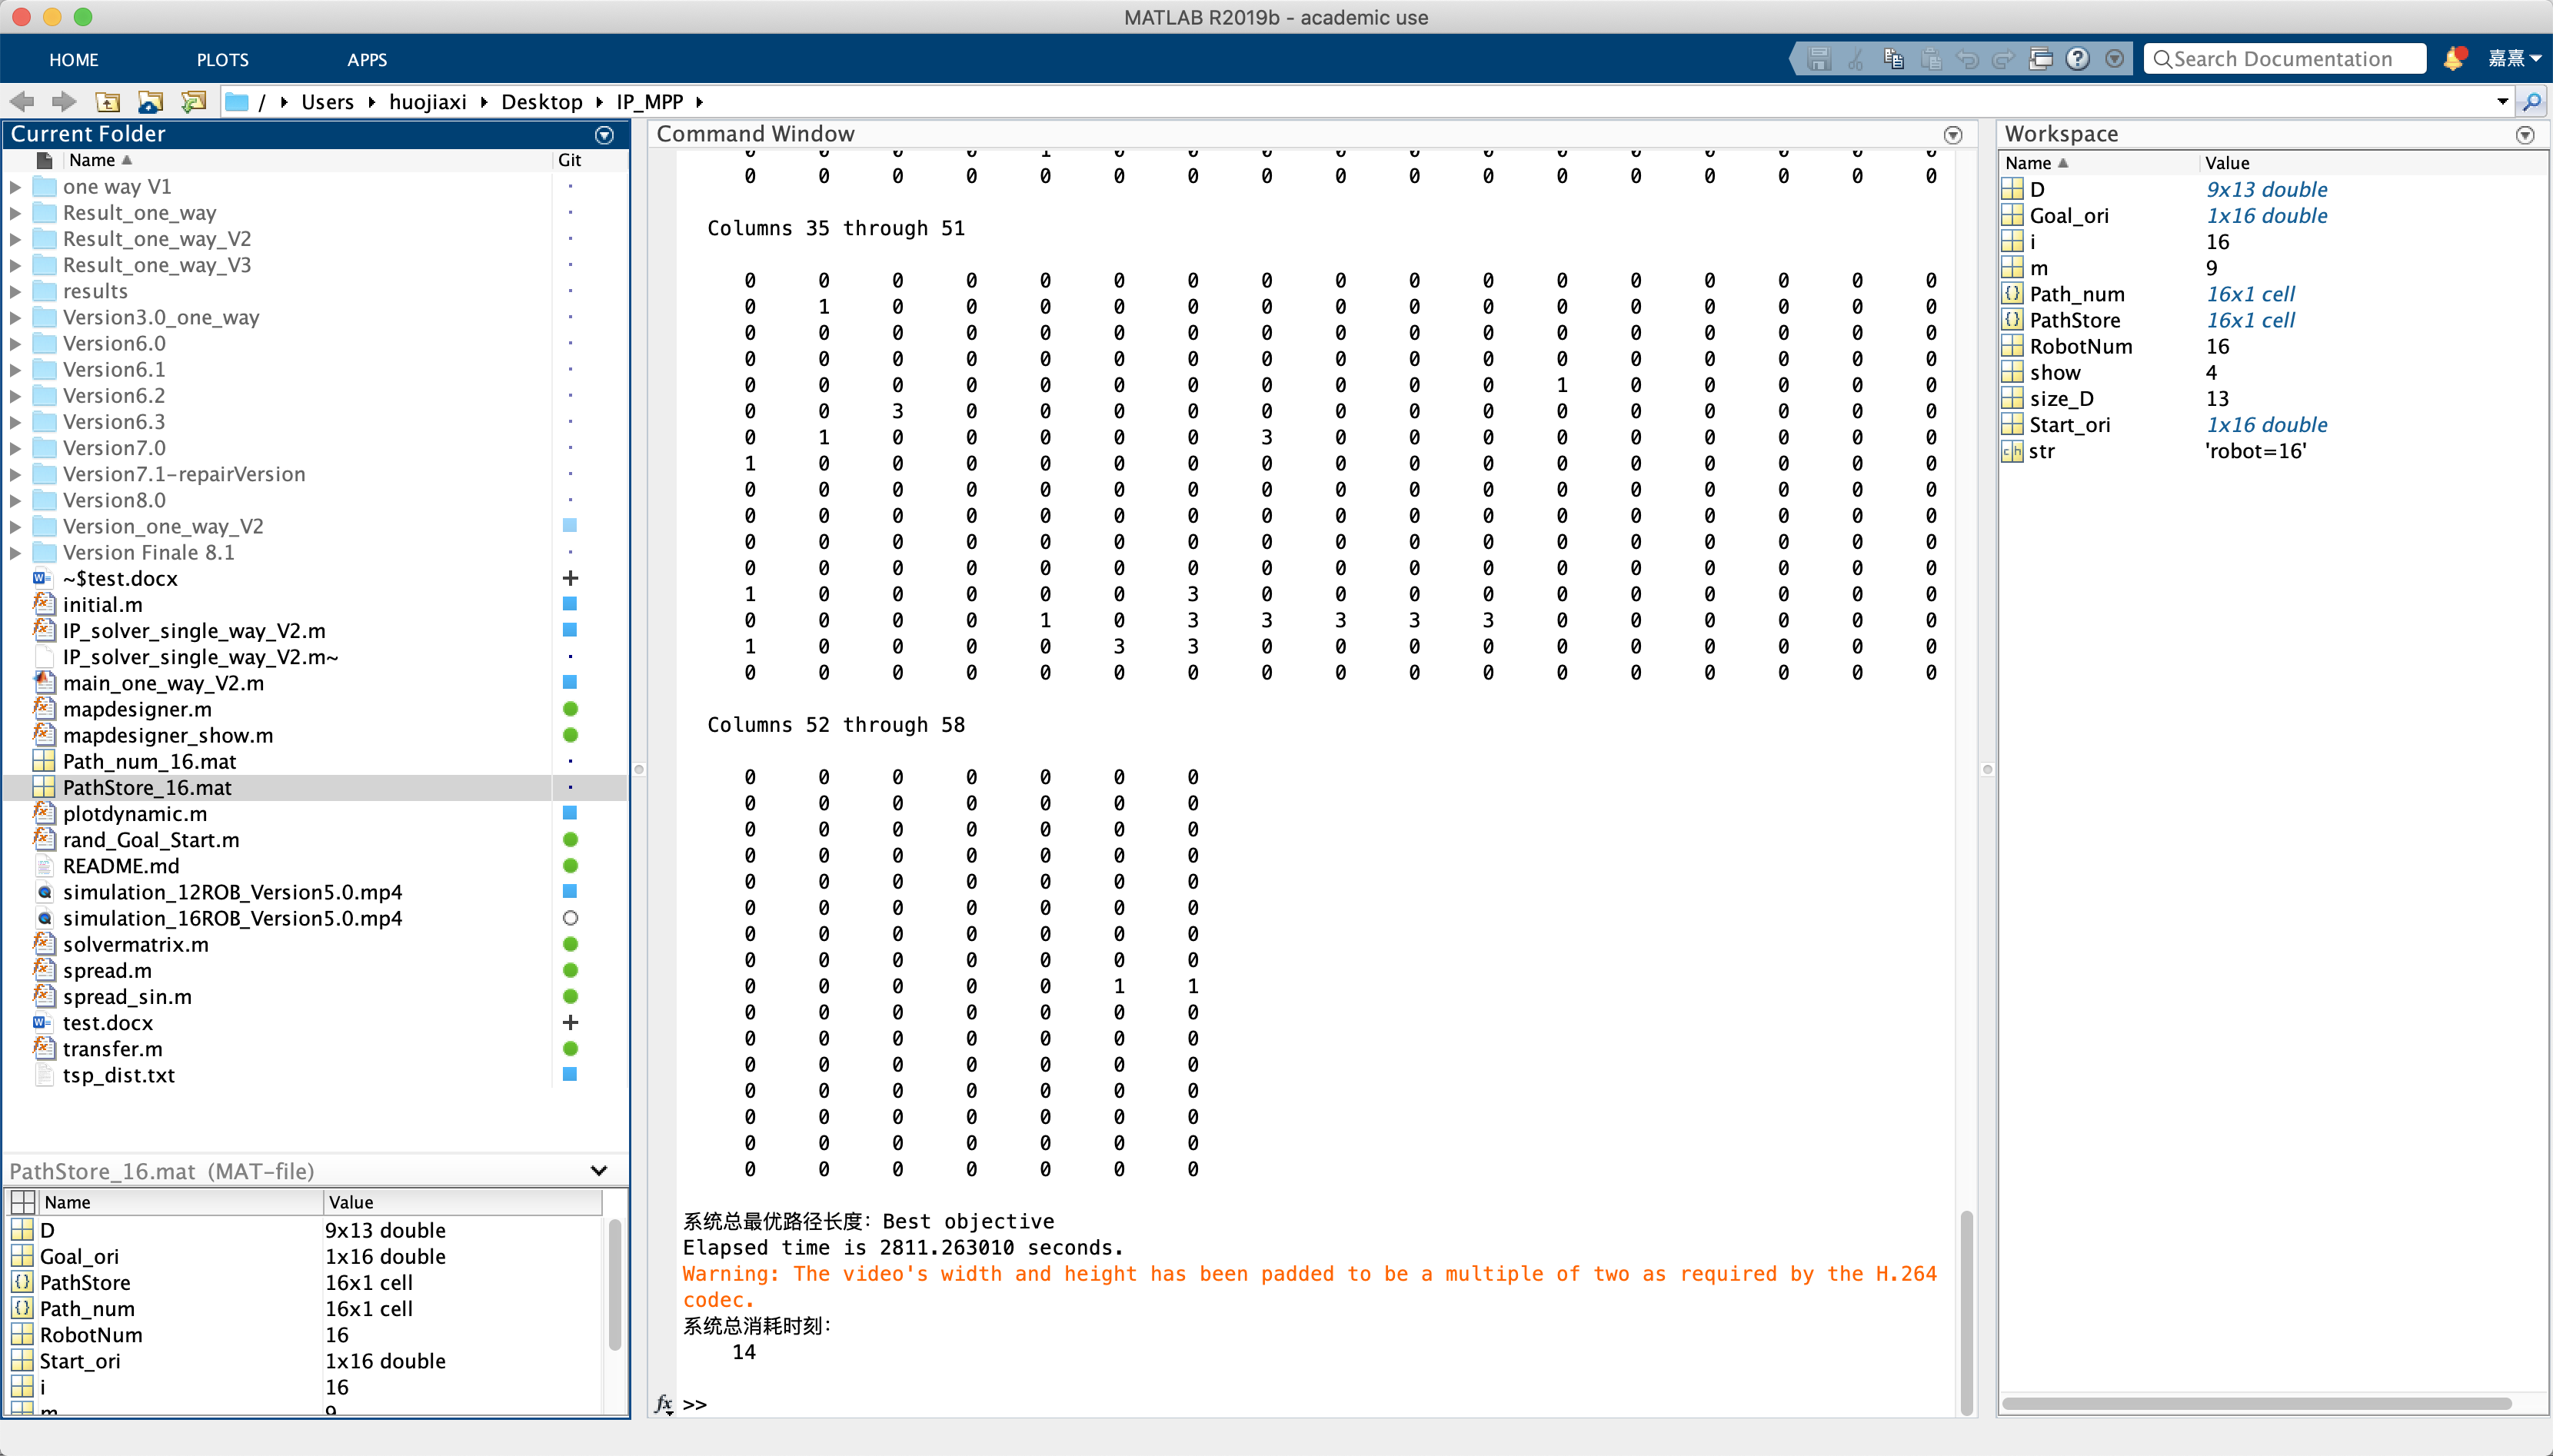 MATLAB R2019b - academic use
HOME PLOTS APPS
Search Documentation 嘉熹
/ Users huojiaxi Desktop IP_MPP
Current Folder
Name Git
one way V1
Result_one_way
Result_one_way_V2
Result_one_way_V3
results
Version3.0_one_way
Version6.0
Version6.1
Version6.2
Version6.3
Version7.0
Version7.1-repairVersion
Version8.0
Version_one_way_V2
Version Finale 8.1
~$test.docx
initial.m
IP_solver_single_way_V2.m
IP_solver_single_way_V2.m~
main_one_way_V2.m
mapdesigner.m
mapdesigner_show.m
Path_num_16.mat
PathStore_16.mat
plotdynamic.m
rand_Goal_Start.m
README.md
simulation_12ROB_Version5.0.mp4
simulation_16ROB_Version5.0.mp4
solvermatrix.m
spread.m
spread_sin.m
test.docx
transfer.m
tsp_dist.txt
PathStore_16.mat (MAT-file)
Name Value
D 9x13 double
Goal_ori 1x16 double
PathStore 16x1 cell
Path_num 16x1 cell
RobotNum 16
Start_ori 1x16 double
i 16
m 9
Command Window
0 0 0 0 1 0 0 0 0 0 0 0 0 0 0 0 0
0 0 0 0 0 0 0 0 0 0 0 0 0 0 0 0 0
Columns 35 through 51
0 0 0 0 0 0 0 0 0 0 0 0 0 0 0 0 0
0 1 0 0 0 0 0 0 0 0 0 0 0 0 0 0 0
0 0 0 0 0 0 0 0 0 0 0 0 0 0 0 0 0
0 0 0 0 0 0 0 0 0 0 0 0 0 0 0 0 0
0 0 0 0 0 0 0 0 0 0 0 1 0 0 0 0 0
0 0 3 0 0 0 0 0 0 0 0 0 0 0 0 0 0
0 1 0 0 0 0 0 3 0 0 0 0 0 0 0 0 0
1 0 0 0 0 0 0 0 0 0 0 0 0 0 0 0 0
0 0 0 0 0 0 0 0 0 0 0 0 0 0 0 0 0
0 0 0 0 0 0 0 0 0 0 0 0 0 0 0 0 0
0 0 0 0 0 0 0 0 0 0 0 0 0 0 0 0 0
0 0 0 0 0 0 0 0 0 0 0 0 0 0 0 0 0
1 0 0 0 0 0 3 0 0 0 0 0 0 0 0 0 0
0 0 0 0 1 0 3 3 3 3 3 0 0 0 0 0 0
1 0 0 0 0 3 3 0 0 0 0 0 0 0 0 0 0
0 0 0 0 0 0 0 0 0 0 0 0 0 0 0 0 0
Columns 52 through 58
0 0 0 0 0 0 0
0 0 0 0 0 0 0
0 0 0 0 0 0 0
0 0 0 0 0 0 0
0 0 0 0 0 0 0
0 0 0 0 0 0 0
0 0 0 0 0 0 0
0 0 0 0 0 0 0
0 0 0 0 0 1 1
0 0 0 0 0 0 0
0 0 0 0 0 0 0
0 0 0 0 0 0 0
0 0 0 0 0 0 0
0 0 0 0 0 0 0
0 0 0 0 0 0 0
0 0 0 0 0 0 0
系统总最优路径长度：Best objective
Elapsed time is 2811.263010 seconds.
Warning: The video's width and height has been padded to be a multiple of two as required by the H.264
codec.
系统总消耗时刻：
14
fx >>
Workspace
Name Value
D 9x13 double
Goal_ori 1x16 double
i 16
m 9
Path_num 16x1 cell
PathStore 16x1 cell
RobotNum 16
show 4
size_D 13
Start_ori 1x16 double
str 'robot=16'